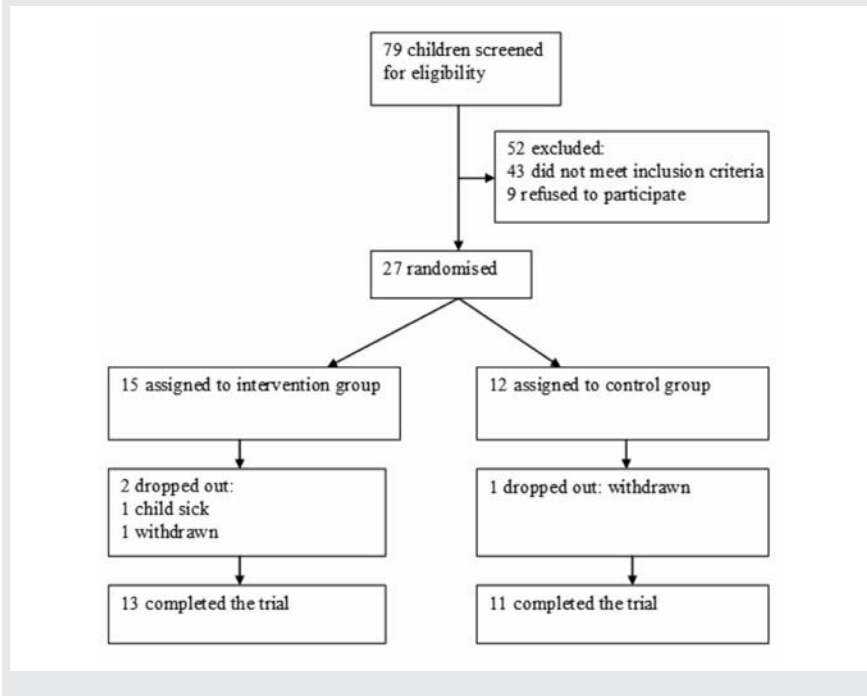 79 children screened
for eligibility
52 excluded:
43 did not meet inclusion criteria
9 refused to participate
27 randomised
15 assigned to intervention group
12 assigned to control group
2 dropped out:
1 child sick
1 withdrawn
1 dropped out: withdrawn
13 completed the trial
11 completed the trial